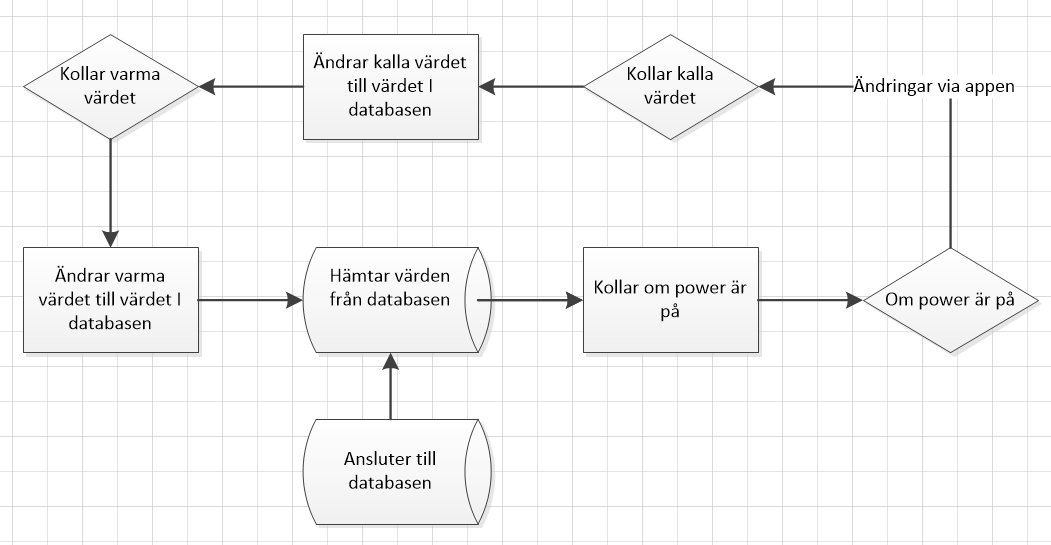 Kollar varma
värdet
Ändrar kalla värdet
till värdet I
databasen
Kollar kalla
värdet
Ändringar via appen
Ändrar varma
värdet till värdet I
databasen
Hämtar värden
från databasen
Kollar om power är
på
Om power är på
Ansluter till
databasen